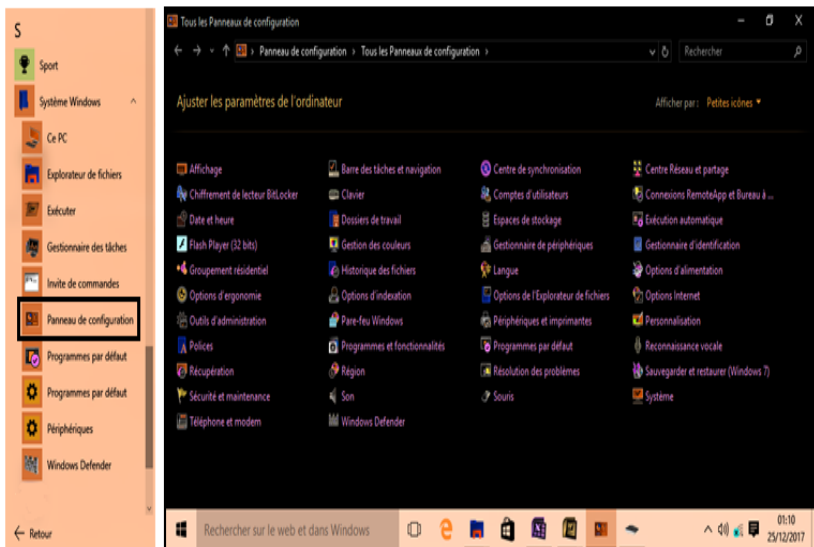 S
Sport
Système Windows
Ce PC
Explorateur de fichiers
Exécuter
Gestionnaire des tâches
Invite de commandes
Panneau de configuration
Programmes par défaut
Programmes par défaut
Périphériques
Windows Defender
Retour
Tous les Panneaux de configuration
Panneau de configuration > Tous les Panneaux de configuration >
Rechercher
Ajuster les paramètres de l'ordinateur
Afficher par : Petites icônes
Affichage
Barre des tâches et navigation
Centre de synchronisation
Centre Réseau et partage
Chiffrement de lecteur BitLocker
Clavier
Comptes d'utilisateurs
Connexions RemoteApp et Bureau à ...
Date et heure
Dossiers de travail
Espaces de stockage
Exécution automatique
Flash Player (32 bits)
Gestion des couleurs
Gestionnaire de périphériques
Gestionnaire d'identification
Groupement résidentiel
Historique des fichiers
Langue
Options d'alimentation
Options d'ergonomie
Options d'indexation
Options de l'Explorateur de fichiers
Options Internet
Outils d'administration
Pare-feu Windows
Périphériques et imprimantes
Personnalisation
Polices
Programmes et fonctionnalités
Programmes par défaut
Reconnaissance vocale
Récupération
Région
Résolution des problèmes
Sauvegarder et restaurer (Windows 7)
Sécurité et maintenance
Son
Souris
Système
Téléphone et modem
Windows Defender
Rechercher sur le web et dans Windows
01:10
25/12/2017